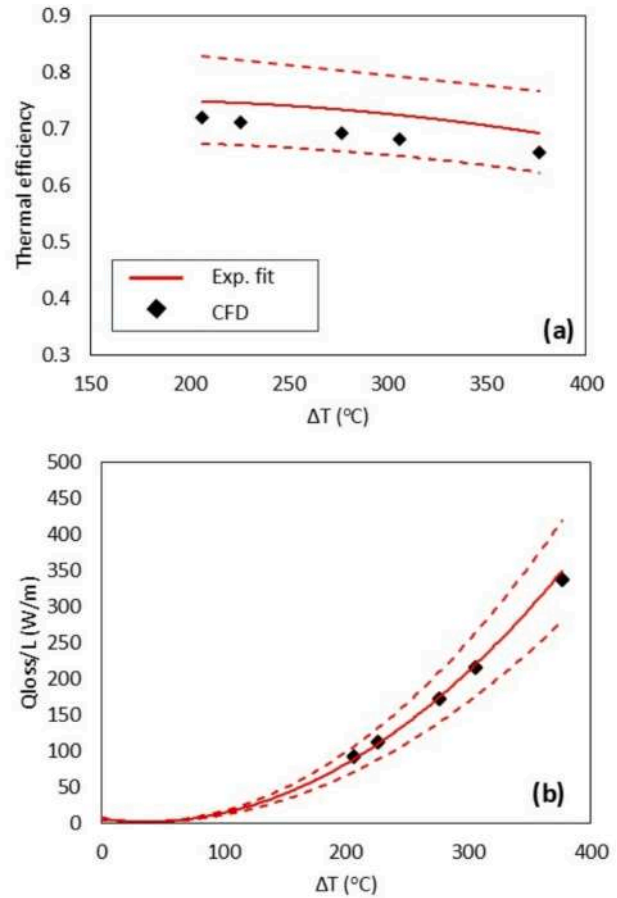 0.9
0.8
0.7
0.6
0.5
0.4
0.3
Thermal efficiency
Exp. fit
CFD
(a)
150 200 250 300 350 400
ΔT (°C)
500
450
400
350
300
250
200
150
100
50
0
Qloss/L (W/m)
(b)
0 100 200 300 400
ΔT (°C)